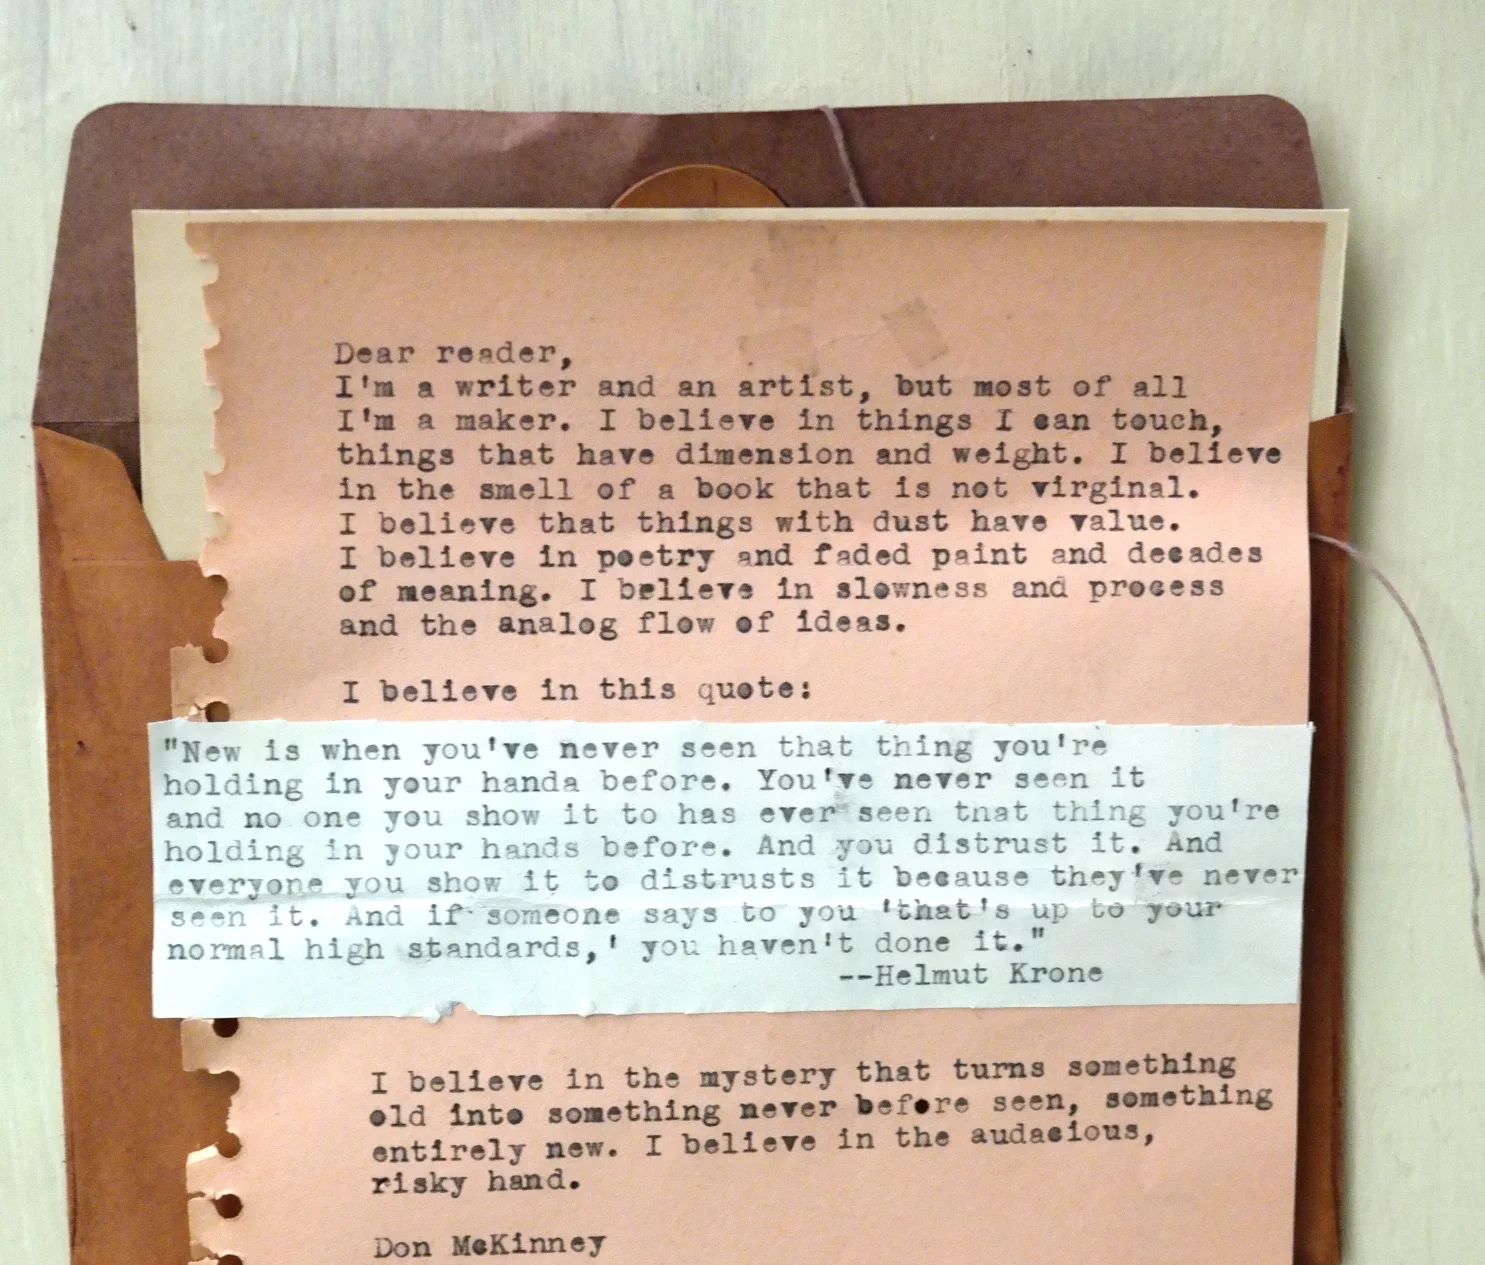 Dear reader,
I'm a writer and an artist, but most of all
I'm a maker. I believe in things I can touch,
things that have dimension and weight. I believe
in the smell of a book that is not virginal.
I believe that things with dust have value.
I believe in poetry and faded paint and decades
of meaning. I believe in slowness and process
and the analog flow of ideas.
I believe in this quote:
"New is when you've never seen that thing you're
holding in your handa before. You've never seen it
and no one you show it to has ever seen tnat thing you're
holding in your hands before. And you distrust it. And
everyone you show it to distrusts it because they've never
seen it. And if someone says to you 'that's up to your
normal high standards,' you haven't done it."
--Helmut Krone
I believe in the mystery that turns something
old into something never before seen, something
entirely new. I believe in the audacious,
risky hand.
Don McKinney